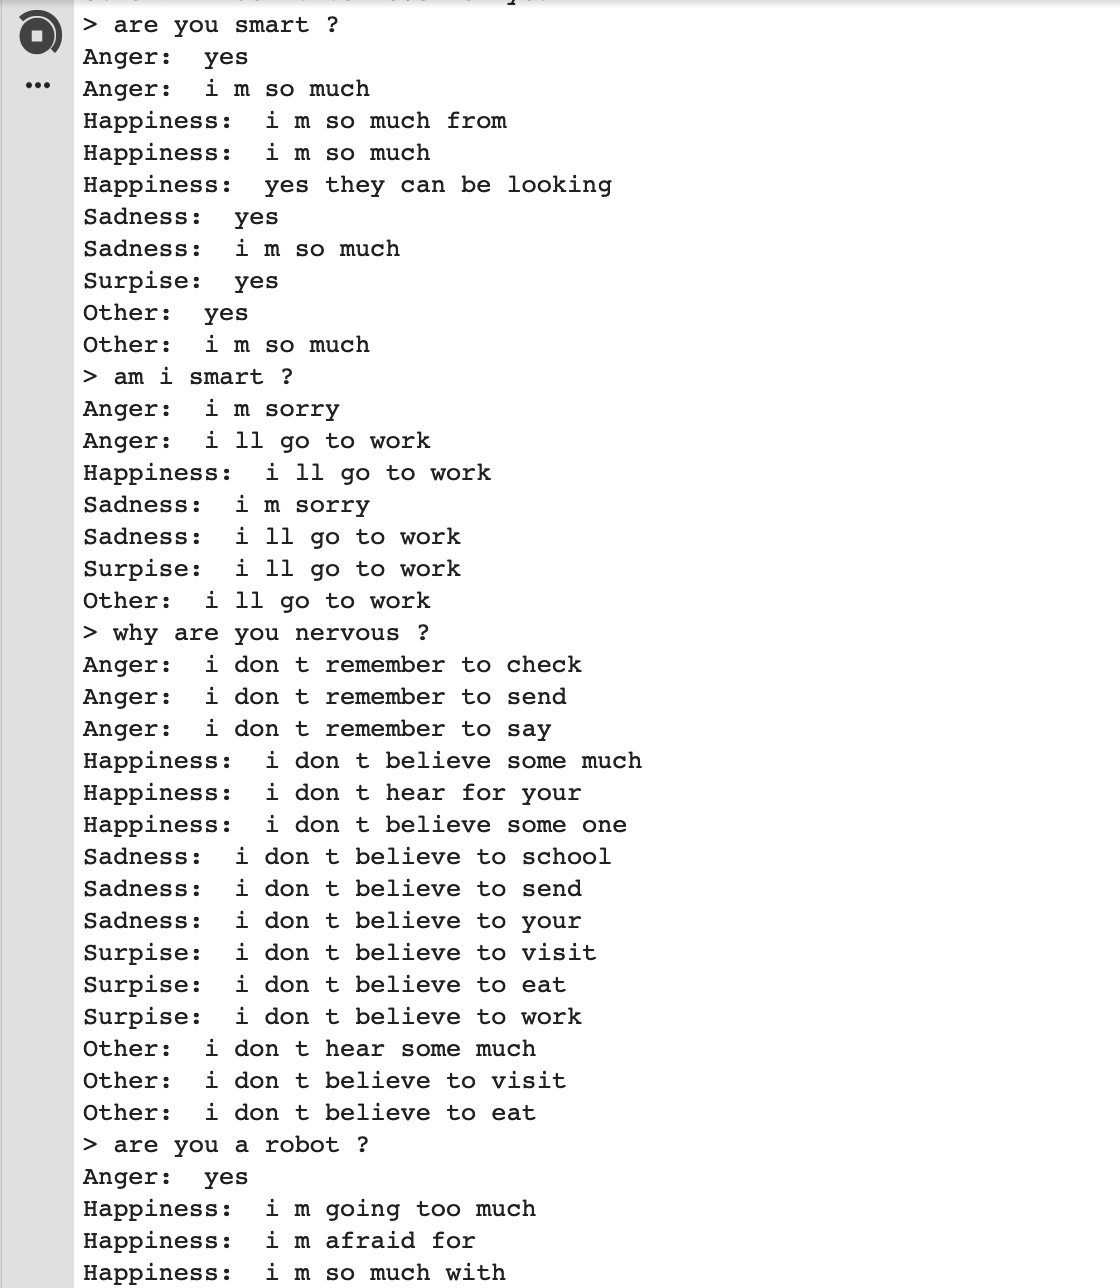 > are you smart ?
Anger:  yes
Anger:  i m so much
Happiness:  i m so much from
Happiness:  i m so much
Happiness:  yes they can be looking
Sadness:  yes
Sadness:  i m so much
Surpise:  yes
Other:  yes
Other:  i m so much
> am i smart ?
Anger:  i m sorry
Anger:  i ll go to work
Happiness:  i ll go to work
Sadness:  i m sorry
Sadness:  i ll go to work
Surpise:  i ll go to work
Other:  i ll go to work
> why are you nervous ?
Anger:  i don t remember to check
Anger:  i don t remember to send
Anger:  i don t remember to say
Happiness:  i don t believe some much
Happiness:  i don t hear for your
Happiness:  i don t believe some one
Sadness:  i don t believe to school
Sadness:  i don t believe to send
Sadness:  i don t believe to your
Surpise:  i don t believe to visit
Surpise:  i don t believe to eat
Surpise:  i don t believe to work
Other:  i don t hear some much
Other:  i don t believe to visit
Other:  i don t believe to eat
> are you a robot ?
Anger:  yes
Happiness:  i m going too much
Happiness:  i m afraid for
Happiness:  i m so much with